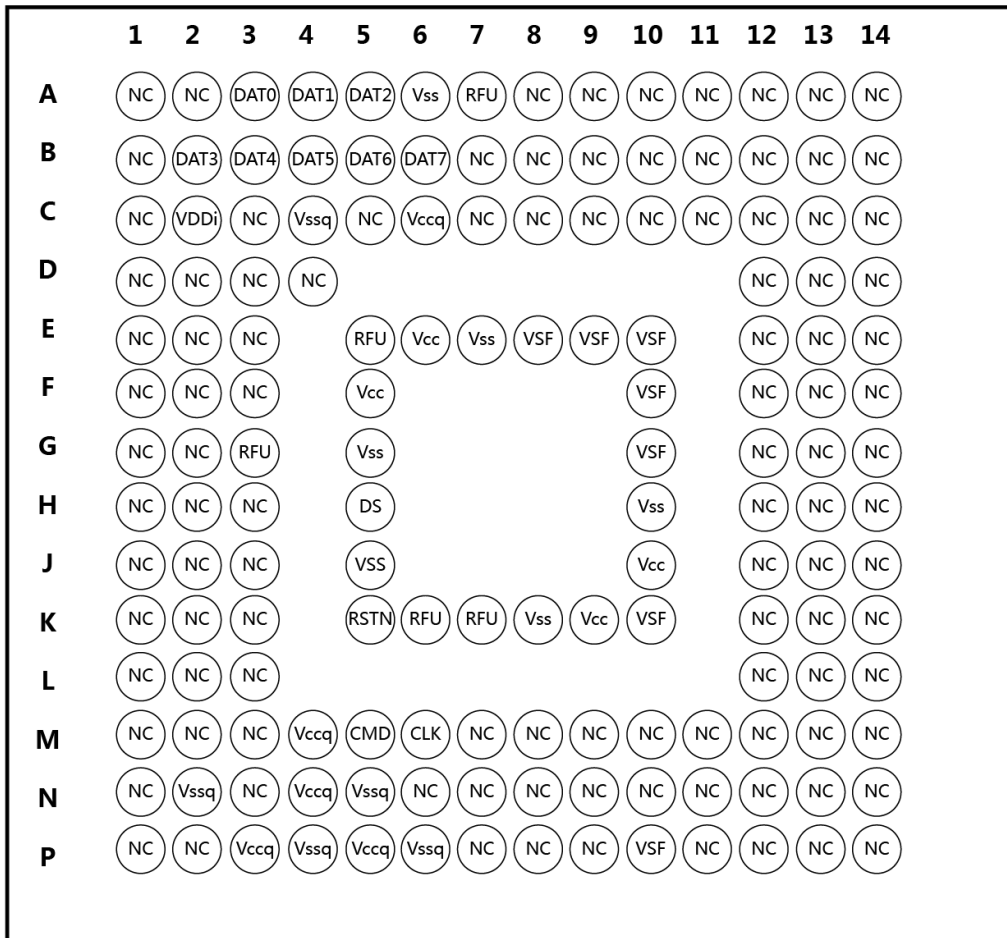 1 2 3 4 5 6 7 8 9 10 11 12 13 14
A NC NC DAT0 DAT1 DAT2 Vss RFU NC NC NC NC NC NC NC
B NC DAT3 DAT4 DAT5 DAT6 DAT7 NC NC NC NC NC NC NC NC
C NC VDDi NC Vssq NC Vccq NC NC NC NC NC NC NC NC
D NC NC NC NC NC NC NC
E NC NC NC RFU Vcc Vss VSF VSF VSF NC NC NC
F NC NC NC Vcc VSF NC NC NC
G NC NC RFU Vss VSF NC NC NC
H NC NC NC DS Vss NC NC NC
J NC NC NC VSS Vcc NC NC NC
K NC NC NC RSTN RFU RFU Vss Vcc VSF NC NC NC
L NC NC NC NC NC NC
M NC NC NC Vccq CMD CLK NC NC NC NC NC NC NC NC
N NC Vssq NC Vccq Vssq NC NC NC NC NC NC NC NC NC
P NC NC Vccq Vssq Vccq Vssq NC NC NC VSF NC NC NC NC